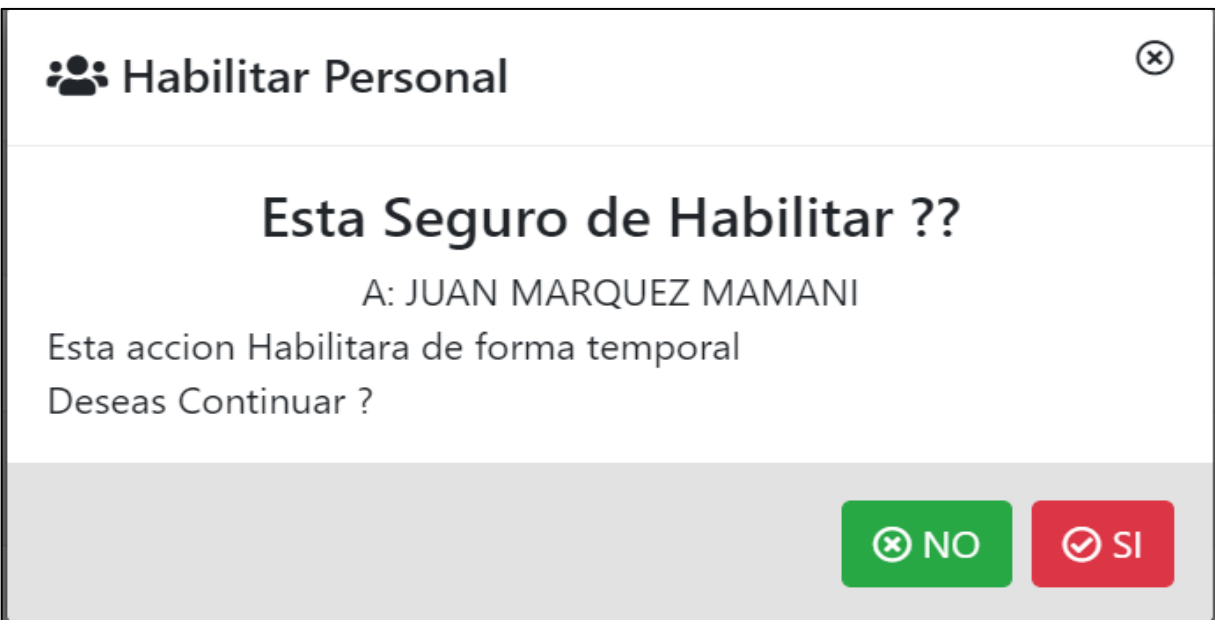 Habilitar Personal
Esta Seguro de Habilitar ??
A: JUAN MARQUEZ MAMANI
Esta accion Habilitara de forma temporal
Deseas Continuar ?
NO
SI